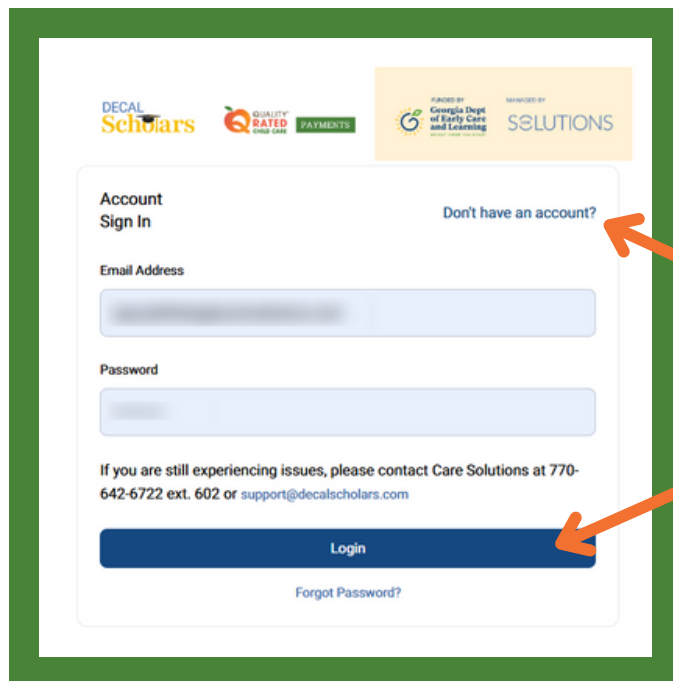 DECAL
Scholars
QUALITY
RATED
CHILD CARE
PAYMENTS
FUNDED BY
Georgia Dept
of Early Care
and Learning
MANAGED BY
SOLUTIONS
Account
Sign In
Don't have an account?
Email Address
Password
If you are still experiencing issues, please contact Care Solutions at 770-
642-6722 ext. 602 or support@decalscholars.com
Login
Forgot Password?